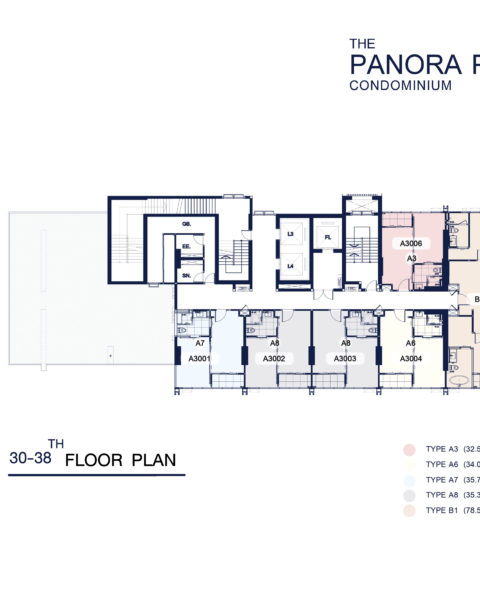 THE
PANORA P
CONDOMINIUM
GB.
EE.
SN.
L3
L4
FL
A3006
A3
B
A7
A3001
A8
A3002
A8
A3003
A6
A3004
30-38TH FLOOR PLAN
TYPE A3 (32.5
TYPE A6 (34.0
TYPE A7 (35.7
TYPE A8 (35.3
TYPE B1 (78.5